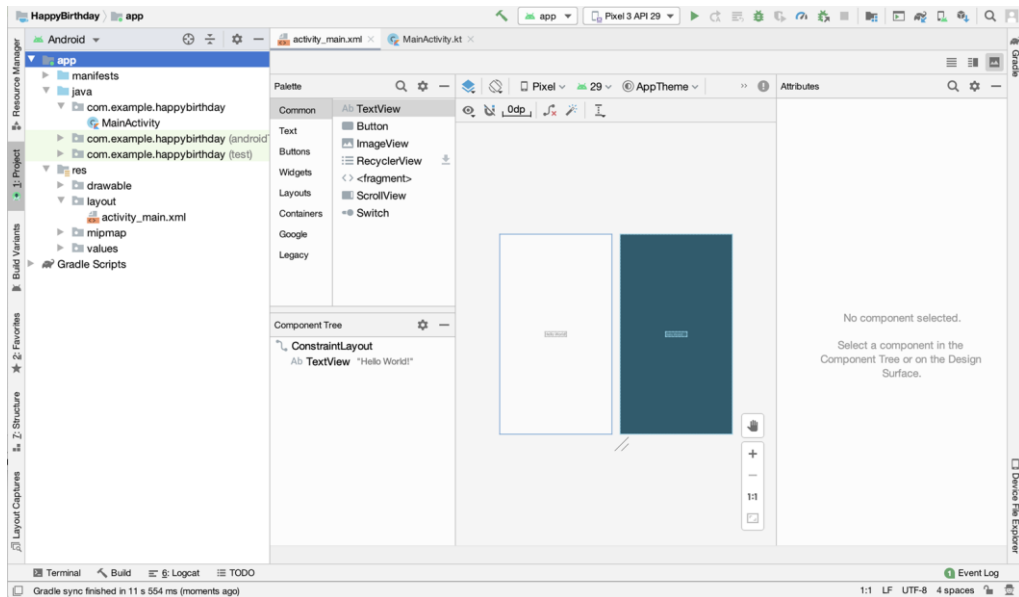 HappyBirthday app
app
Pixel 3 API 29
Android
activity_main.xml
MainActivity.kt
Resource Manager
1: Project
Build Variants
2: Favorites
Z: Structure
Layout Captures
app
manifests
java
com.example.happybirthday
MainActivity
com.example.happybirthday (android
com.example.happybirthday (test)
res
drawable
layout
activity_main.xml
mipmap
values
Gradle Scripts
Palette
Common
Text
Buttons
Widgets
Layouts
Containers
Google
Legacy
Ab TextView
Button
ImageView
RecyclerView
<> <fragment>
ScrollView
Switch
Component Tree
ConstraintLayout
Ab TextView "Hello World!"
Pixel
29
AppTheme
0dp
1:1
Attributes
No component selected.
Select a component in the
Component Tree or on the Design
Surface.
Gradle
Device File Explorer
Terminal
Build
6: Logcat
TODO
1 Event Log
Gradle sync finished in 11 s 554 ms (moments ago)
1:1 LF UTF-8 4 spaces